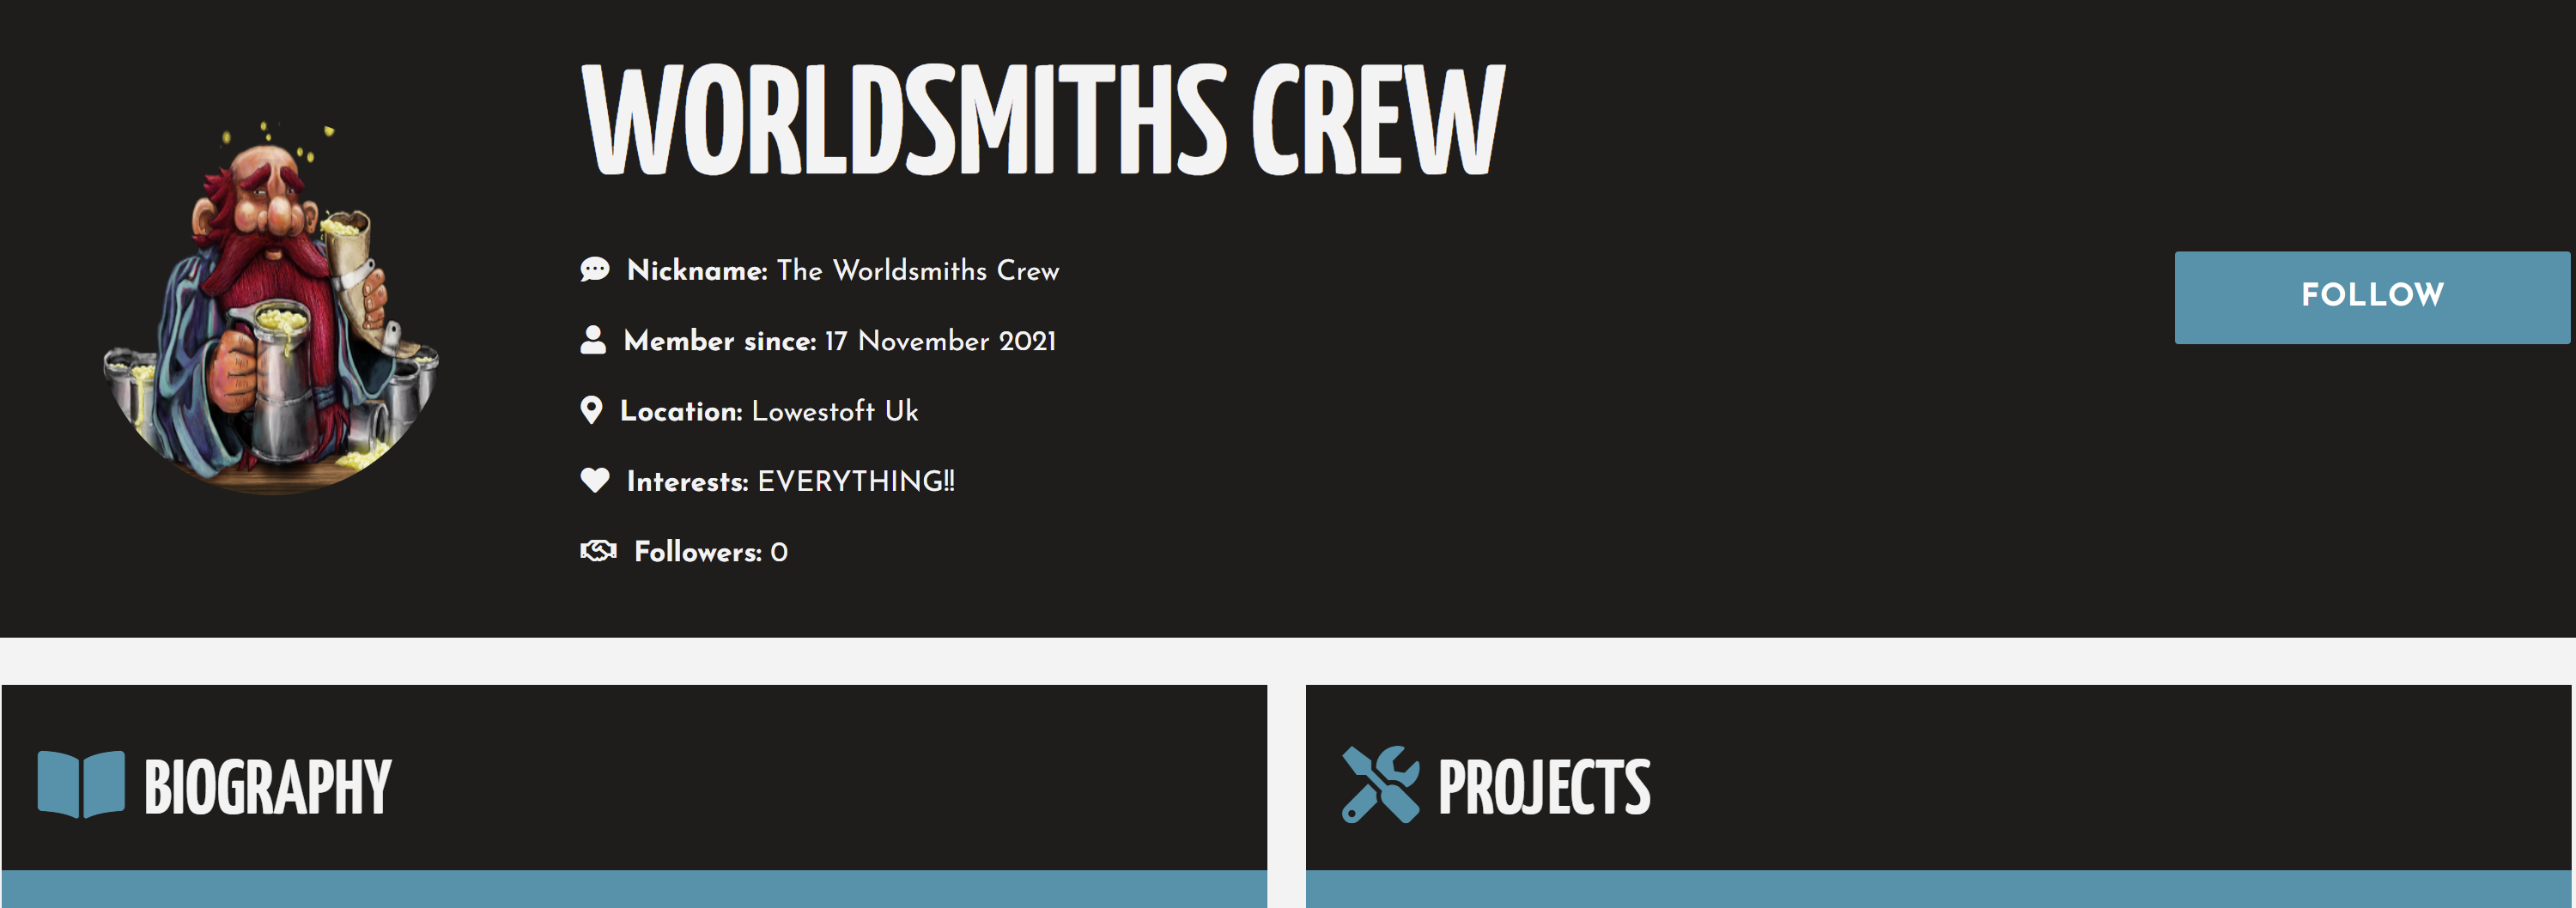 WORLDSMITHS CREW
Nickname: The Worldsmiths Crew
Member since: 17 November 2021
Location: Lowestoft Uk
Interests: EVERYTHING!!
Followers: 0
FOLLOW
BIOGRAPHY
PROJECTS